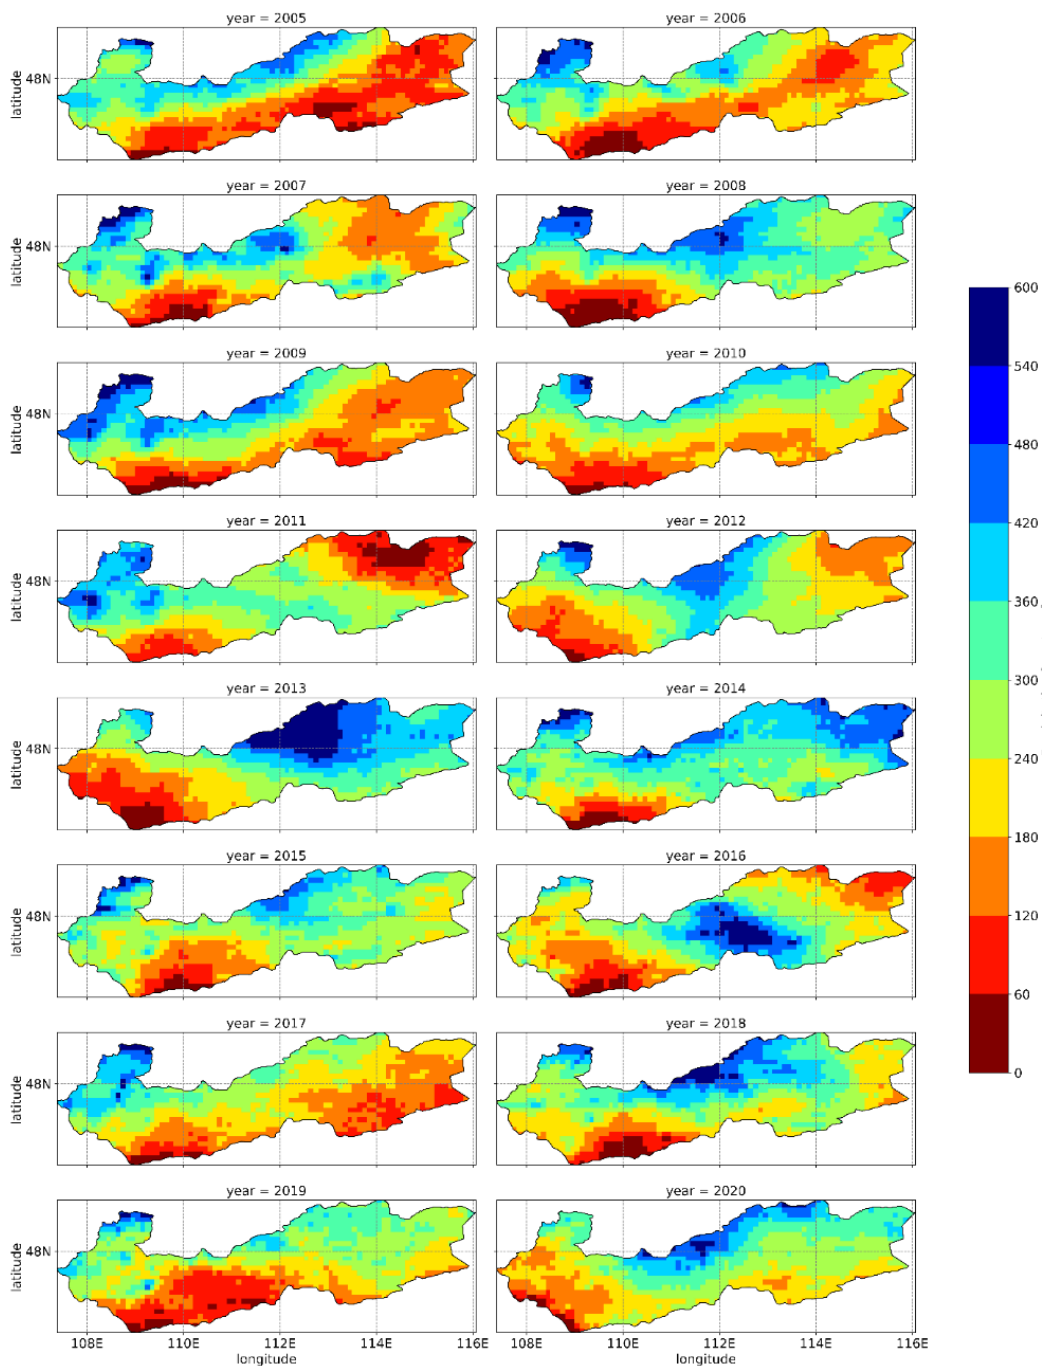 year = 2005
year = 2006
latitude
48N
year = 2007
year = 2008
latitude
48N
year = 2009
year = 2010
latitude
48N
year = 2011
year = 2012
latitude
48N
year = 2013
year = 2014
latitude
48N
year = 2015
year = 2016
latitude
48N
year = 2017
year = 2018
latitude
48N
year = 2019
year = 2020
latitude
48N
108E 110E 112E 114E 116E
longitude
108E 110E 112E 114E 116E
longitude
600
540
480
420
360
300
240
180
120
60
0